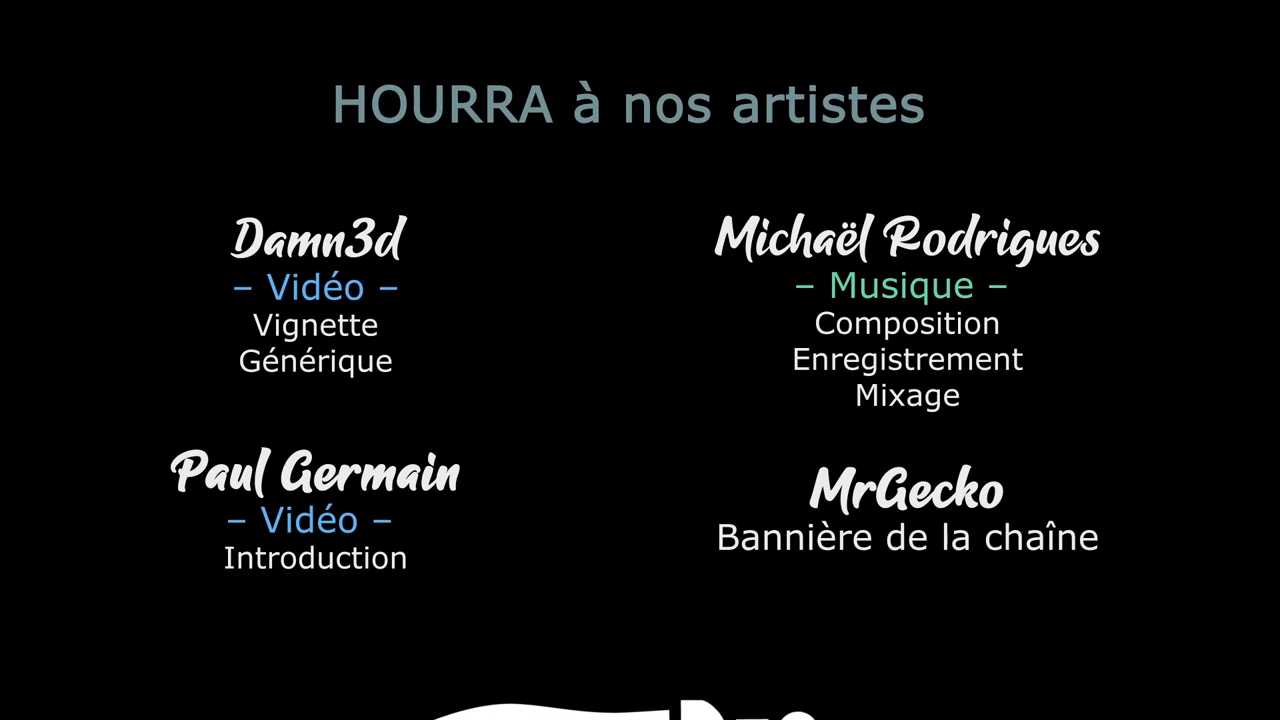 HOURRA à nos artistes
Damn3d
– Vidéo –
Vignette
Générique
Michaël Rodrigues
– Musique –
Composition
Enregistrement
Mixage
Paul Germain
– Vidéo –
Introduction
MrGecko
Bannière de la chaîne